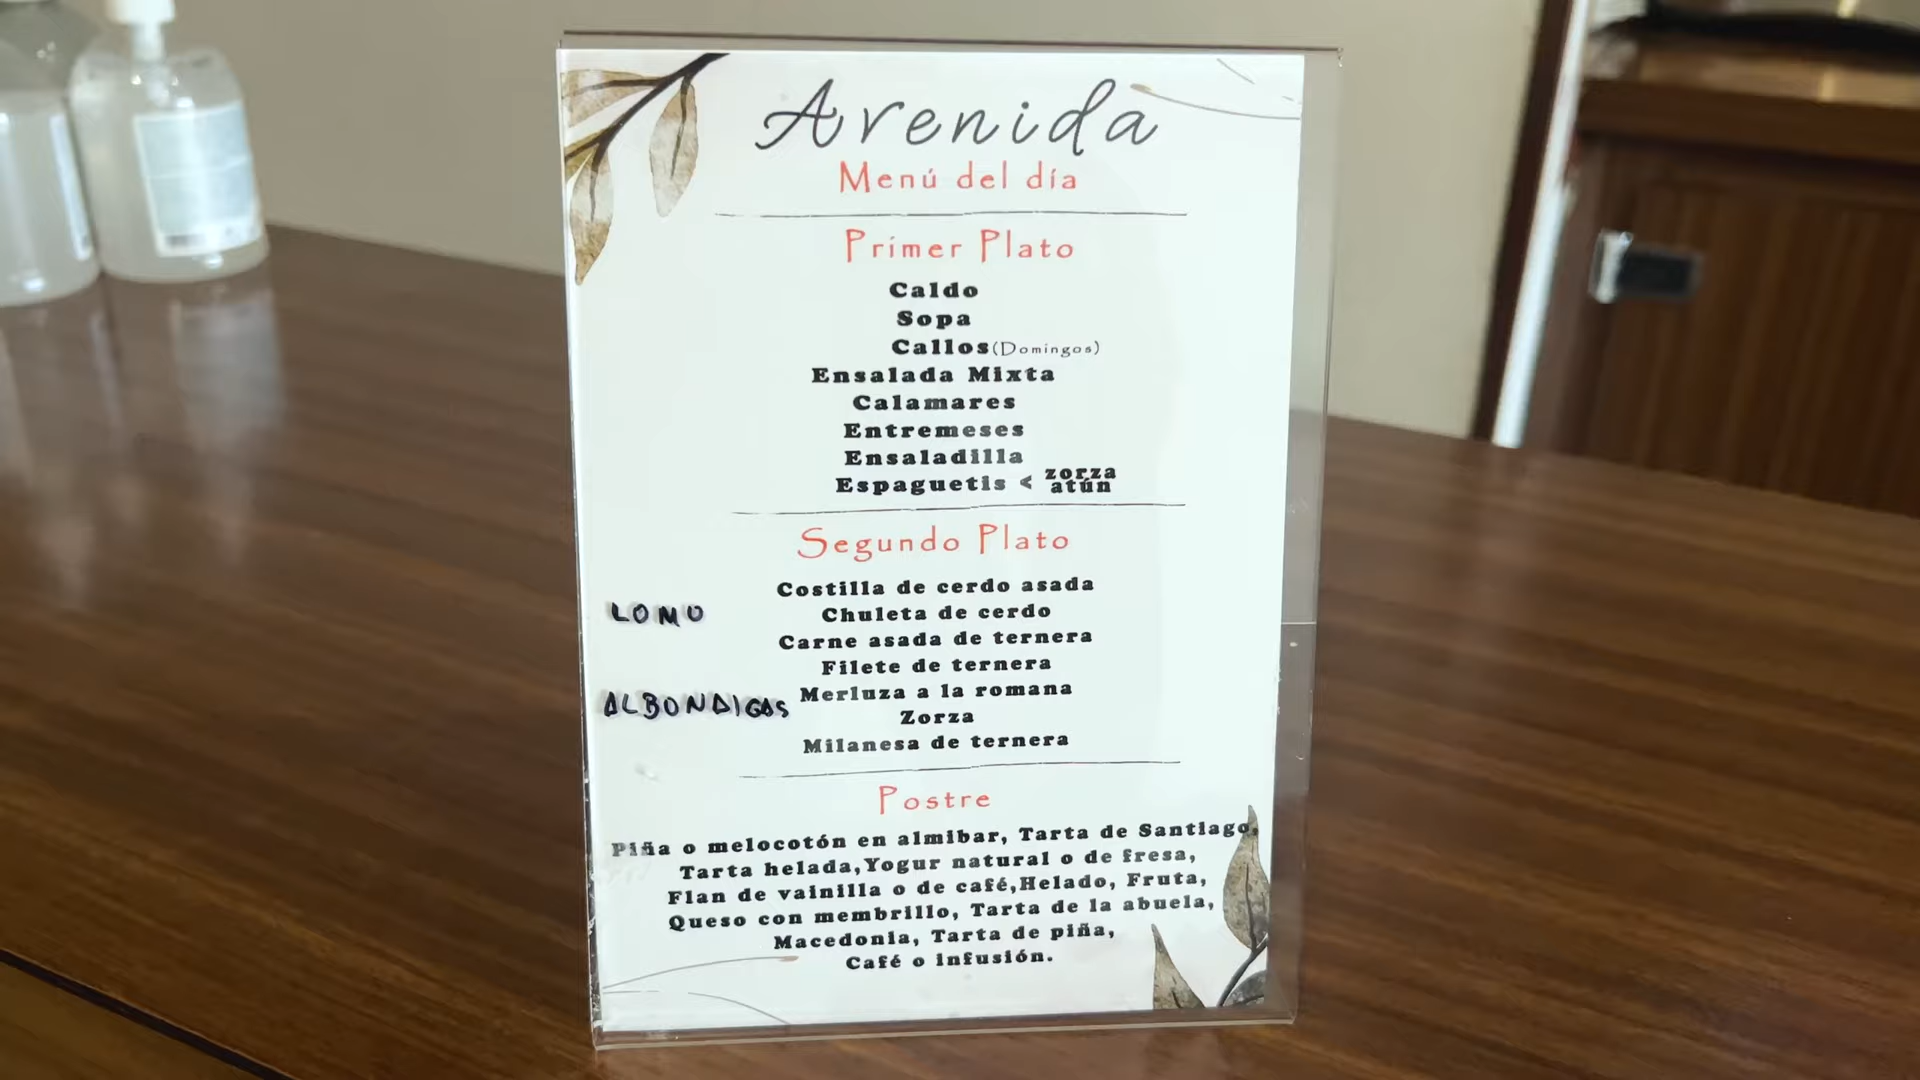 Avenida
Menú del día
Primer Plato
Caldo
Sopa
Callos(Domingos)
Ensalada Mixta
Calamares
Entremeses
Ensaladilla
Espaguetis < zorza
atún
Segundo Plato
Costilla de cerdo asada
LOMO
Chuleta de cerdo
Carne asada de ternera
Filete de ternera
ALBONDIGAS
Merluza a la romana
Zorza
Milanesa de ternera
Postre
Piña o melocotón en almibar, Tarta de Santiago,
Tarta helada,Yogur natural o de fresa,
Flan de vainilla o de café,Helado, Fruta,
Queso con membrillo, Tarta de la abuela,
Macedonia, Tarta de piña,
Café o infusión.